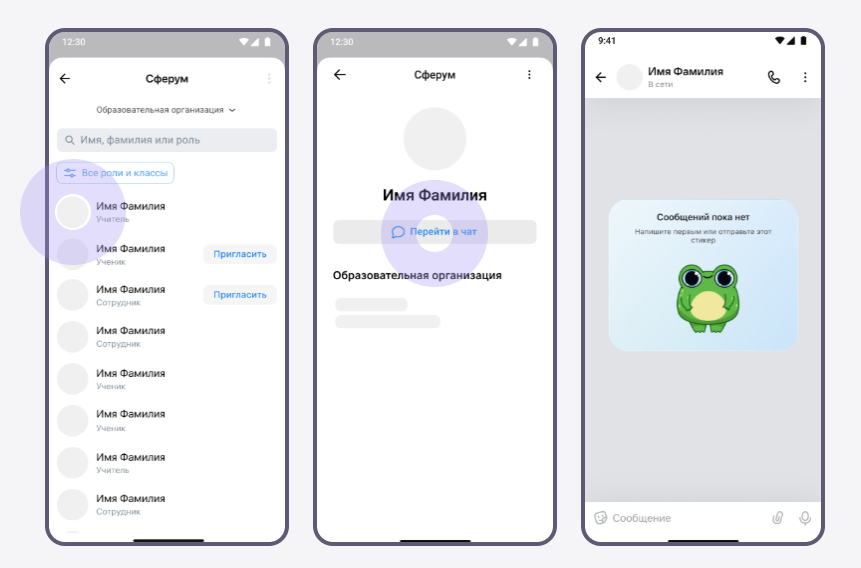 12:30
Сферум
Образовательная организация
Имя, фамилия или роль
Все роли и классы
Имя Фамилия
Учитель
Имя Фамилия
Ученик
Пригласить
Имя Фамилия
Сотрудник
Пригласить
Имя Фамилия
Сотрудник
Имя Фамилия
Ученик
Имя Фамилия
Ученик
Имя Фамилия
Учитель
Имя Фамилия
Сотрудник
12:30
Сферум
Имя Фамилия
Перейти в чат
Образовательная организация
9:41
Имя Фамилия
В сети
Сообщений пока нет
Напишите первым или отправьте этот
стикер
Сообщение